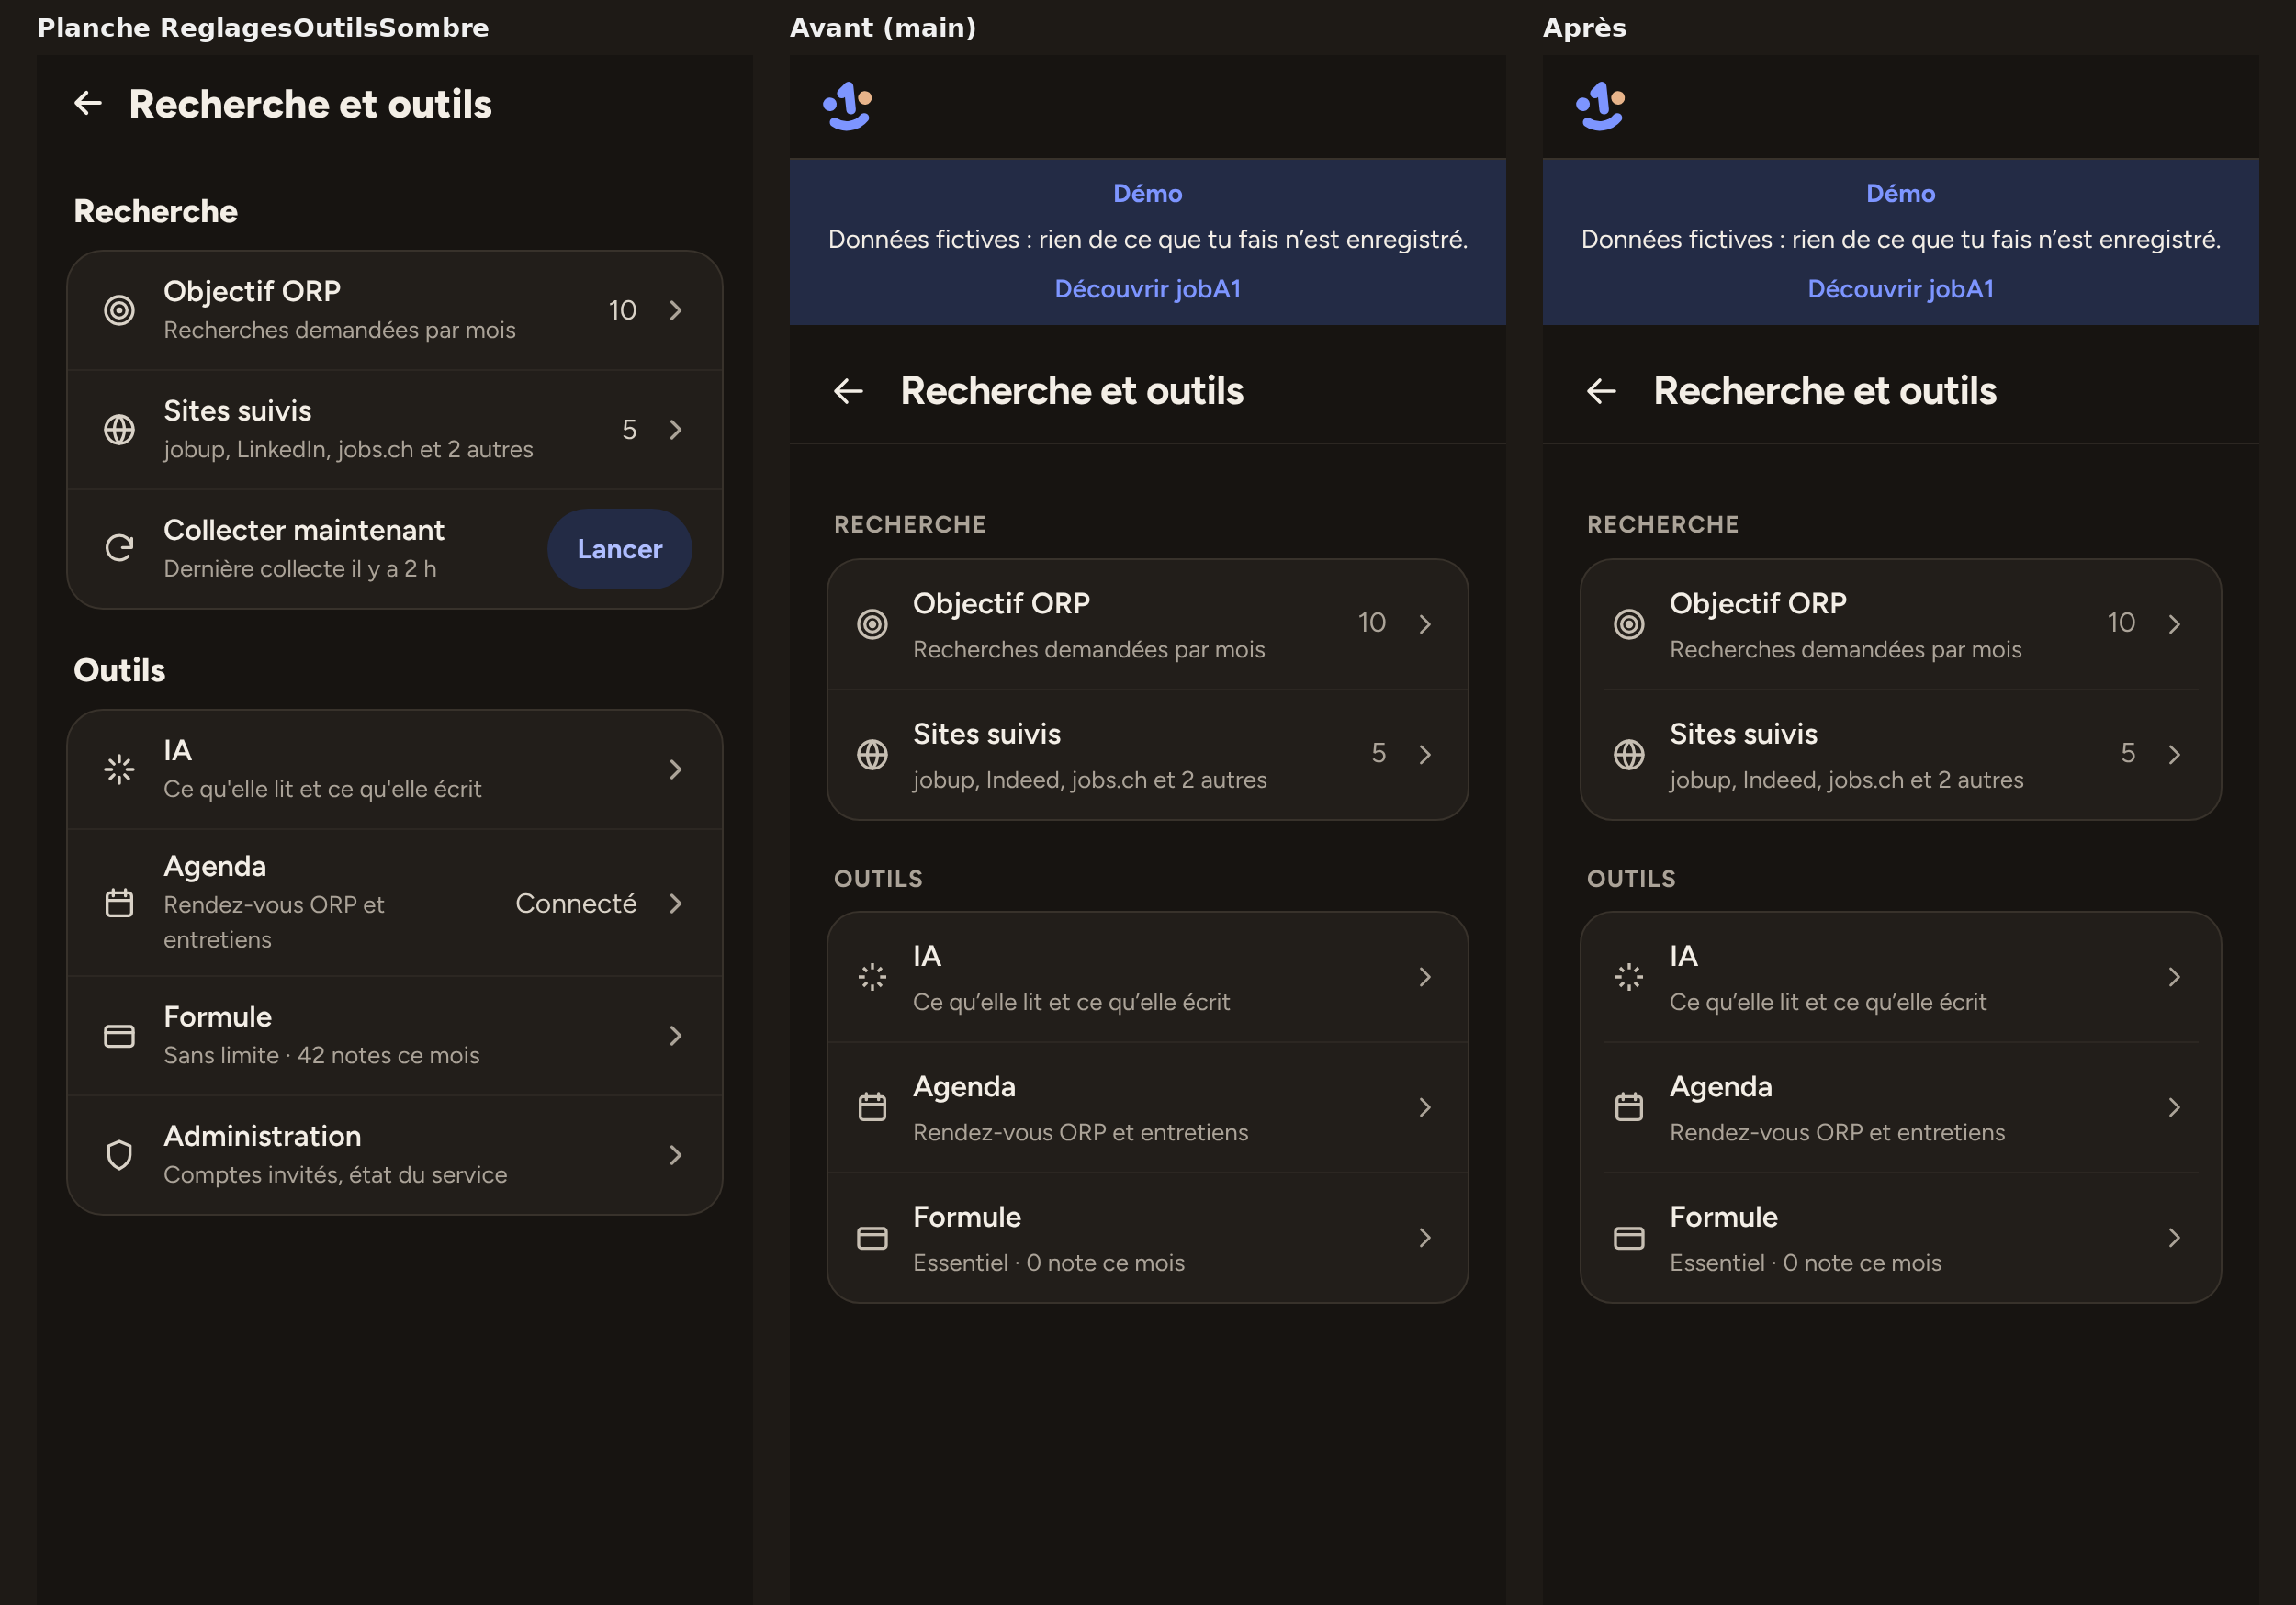 Planche ReglagesOutilsSombre
Recherche et outils
Recherche
Objectif ORP
Recherches demandées par mois
10
Sites suivis
jobup, LinkedIn, jobs.ch et 2 autres
5
Collecter maintenant
Dernière collecte il y a 2 h
Lancer
Outils
IA
Ce qu'elle lit et ce qu'elle écrit
Agenda
Rendez-vous ORP et
entretiens
Connecté
Formule
Sans limite · 42 notes ce mois
Administration
Comptes invités, état du service
Avant (main)
Démo
Données fictives : rien de ce que tu fais n’est enregistré.
Découvrir jobA1
Recherche et outils
RECHERCHE
Objectif ORP
Recherches demandées par mois
10
Sites suivis
jobup, Indeed, jobs.ch et 2 autres
5
OUTILS
IA
Ce qu’elle lit et ce qu’elle écrit
Agenda
Rendez-vous ORP et entretiens
Formule
Essentiel · 0 note ce mois
Après
Démo
Données fictives : rien de ce que tu fais n’est enregistré.
Découvrir jobA1
Recherche et outils
RECHERCHE
Objectif ORP
Recherches demandées par mois
10
Sites suivis
jobup, Indeed, jobs.ch et 2 autres
5
OUTILS
IA
Ce qu’elle lit et ce qu’elle écrit
Agenda
Rendez-vous ORP et entretiens
Formule
Essentiel · 0 note ce mois